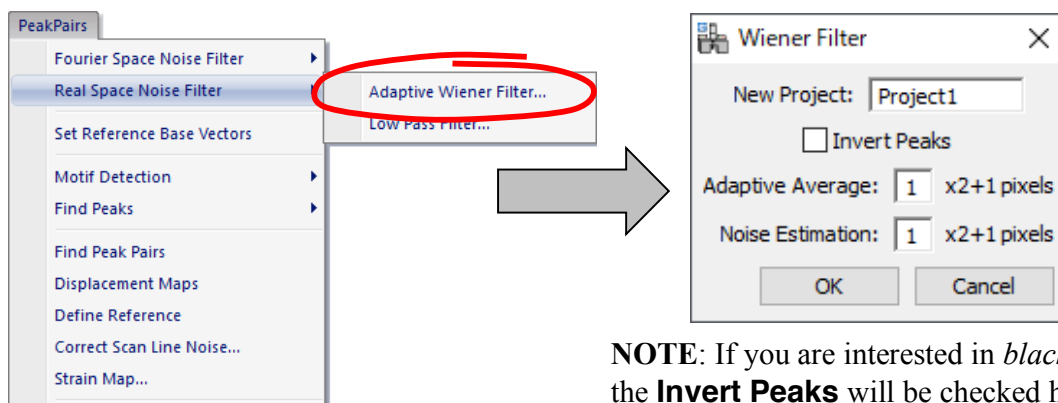 PeakPairs
Fourier Space Noise Filter
Real Space Noise Filter
Set Reference Base Vectors
Motif Detection
Find Peaks
Find Peak Pairs
Displacement Maps
Define Reference
Correct Scan Line Noise...
Strain Map...
Adaptive Wiener Filter...
Low Pass Filter...
Wiener Filter
New Project: Project1
Invert Peaks
Adaptive Average: 1 x2+1 pixels
Noise Estimation: 1 x2+1 pixels
OK Cancel
NOTE: If you are interested in black
the Invert Peaks will be checked h